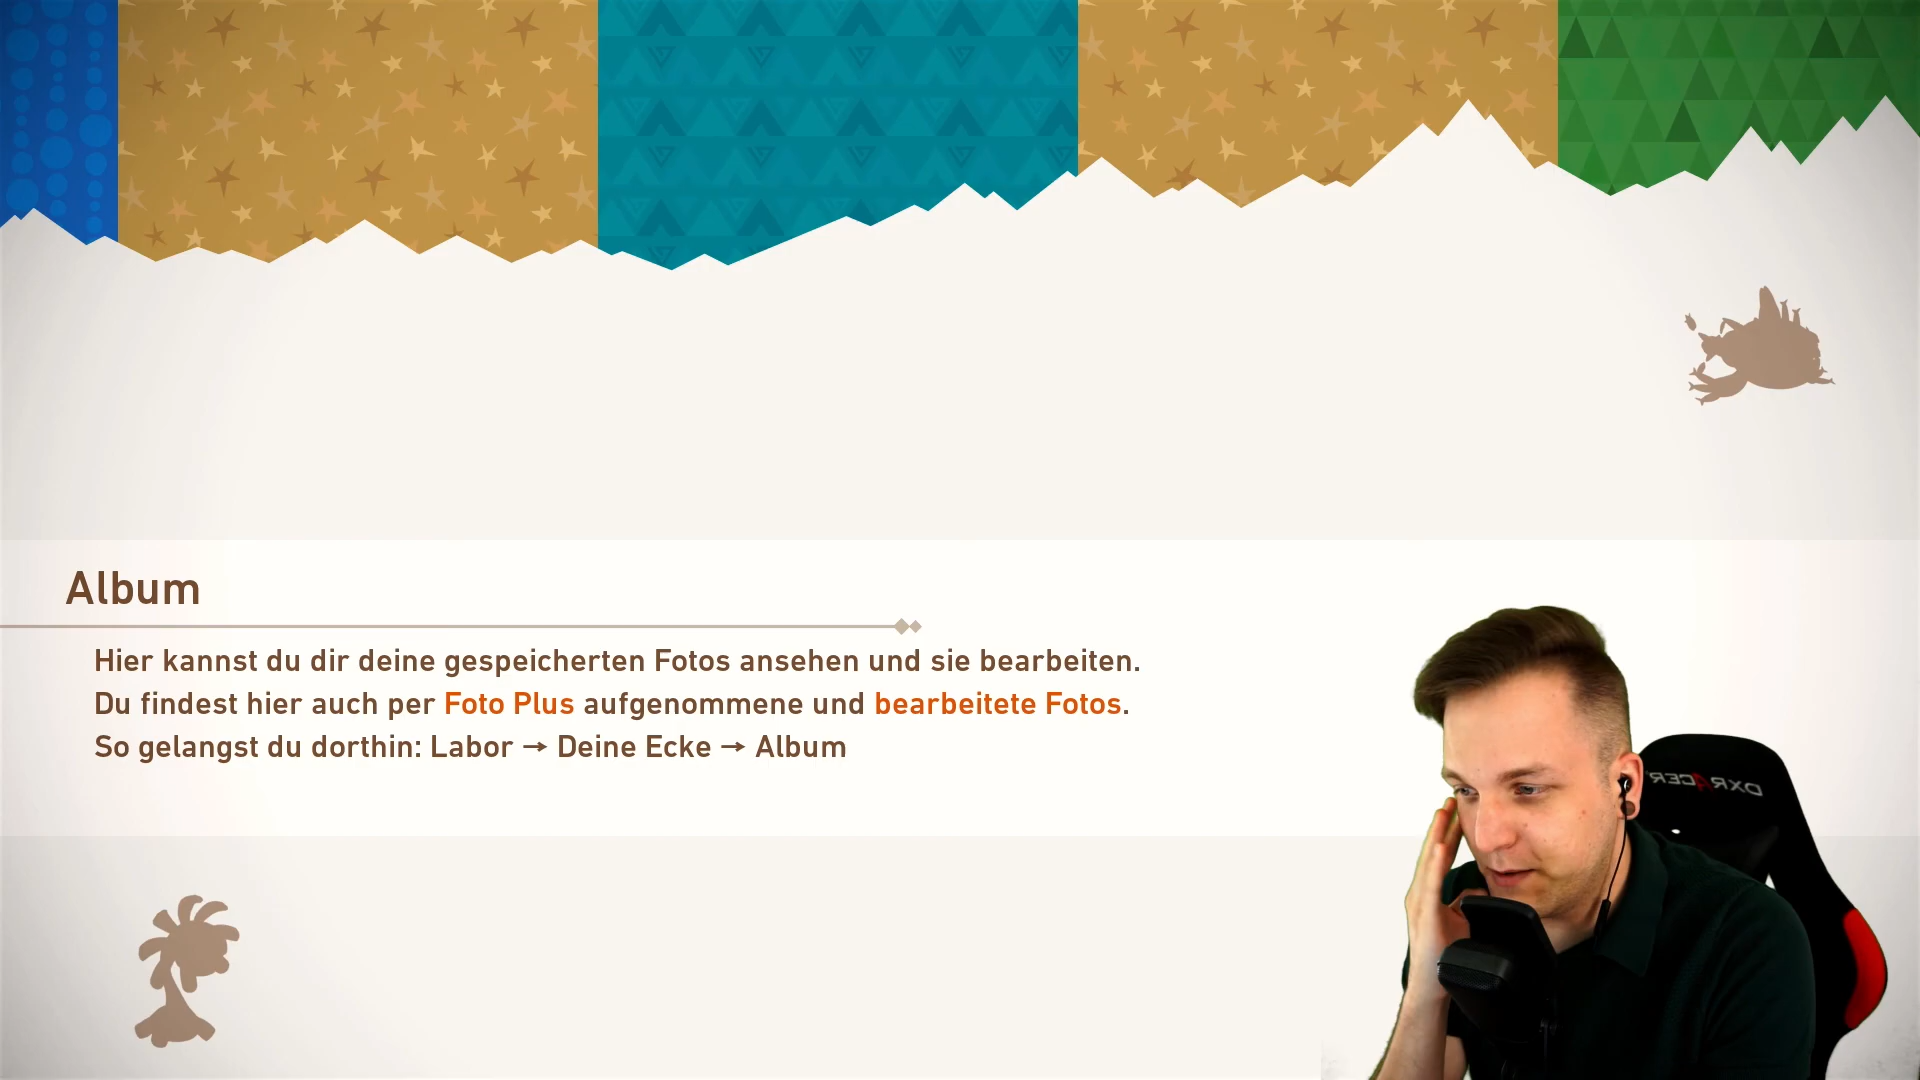 Album
Hier kannst du dir deine gespeicherten Fotos ansehen und sie bearbeiten.
Du findest hier auch per Foto Plus aufgenommene und bearbeitete Fotos.
So gelangst du dorthin: Labor → Deine Ecke → Album
DXRACER